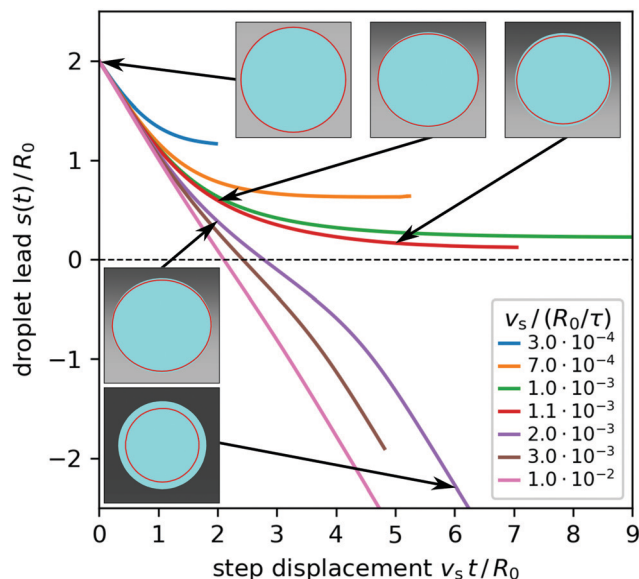 droplet lead s(t)/R₀
2
1
0
−1
−2
v_s/(R₀/τ)
3.0 · 10⁻⁴
7.0 · 10⁻⁴
1.0 · 10⁻³
1.1 · 10⁻³
2.0 · 10⁻³
3.0 · 10⁻³
1.0 · 10⁻²
0 1 2 3 4 5 6 7 8 9
step displacement v_s t/R₀